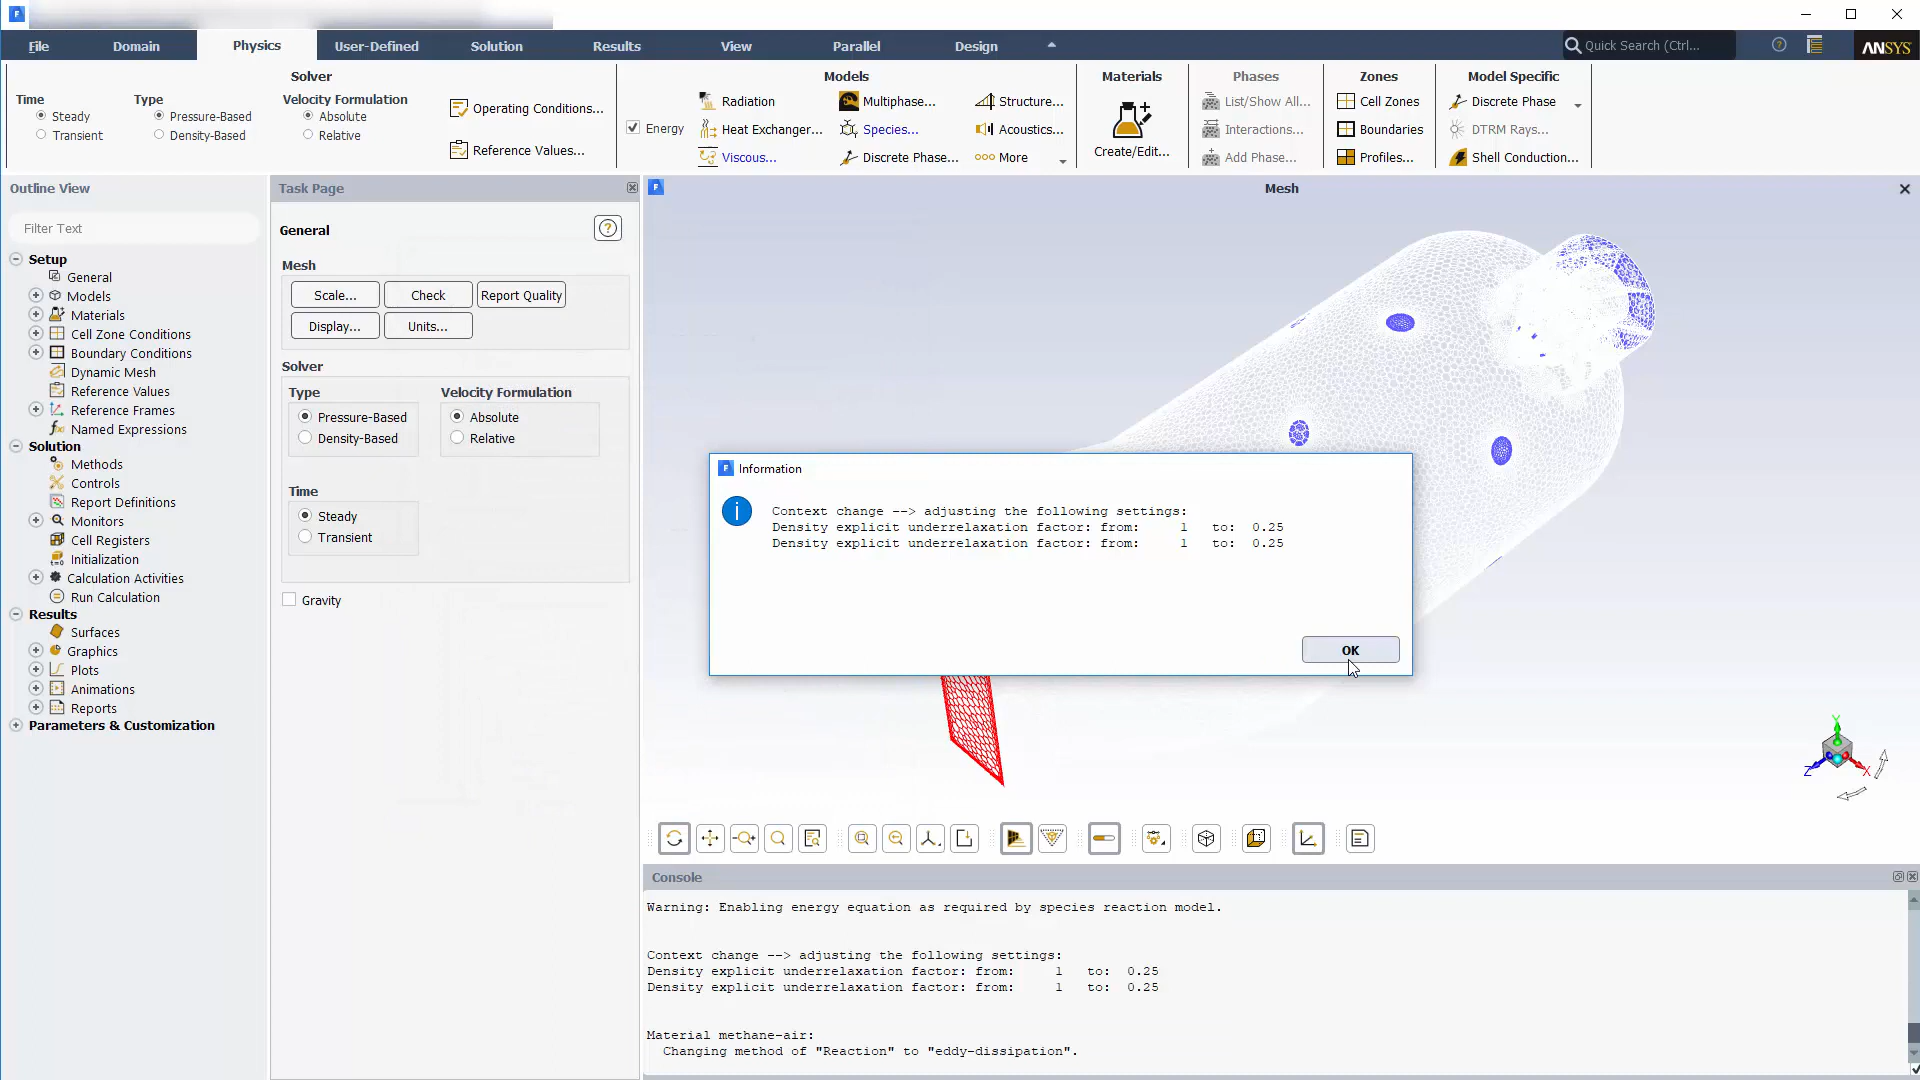 File Domain Physics User-Defined Solution Results View Parallel Design Quick Search (Ctrl... ANSYS
Solver
Time
Steady
Transient
Type
Pressure-Based
Density-Based
Velocity Formulation
Absolute
Relative
Operating Conditions...
Reference Values...
Models
Energy
Radiation
Heat Exchanger...
Viscous...
Multiphase...
Species...
Discrete Phase...
Structure...
Acoustics...
More
Materials
Create/Edit...
Phases
List/Show All...
Interactions...
Add Phase...
Zones
Cell Zones
Boundaries
Profiles...
Model Specific
Discrete Phase
DTRM Rays...
Shell Conduction...
Outline View
Filter Text
Setup
General
Models
Materials
Cell Zone Conditions
Boundary Conditions
Dynamic Mesh
Reference Values
Reference Frames
Named Expressions
Solution
Methods
Controls
Report Definitions
Monitors
Cell Registers
Initialization
Calculation Activities
Run Calculation
Results
Surfaces
Graphics
Plots
Animations
Reports
Parameters & Customization
Task Page
General
Mesh
Scale... Check Report Quality
Display... Units...
Solver
Type
Pressure-Based
Density-Based
Velocity Formulation
Absolute
Relative
Time
Steady
Transient
Gravity
Mesh
Information
Context change --> adjusting the following settings:
Density explicit underrelaxation factor: from: 1 to: 0.25
Density explicit underrelaxation factor: from: 1 to: 0.25
OK
Y
Z
X
Console
Warning: Enabling energy equation as required by species reaction model.
Context change --> adjusting the following settings:
Density explicit underrelaxation factor: from: 1 to: 0.25
Density explicit underrelaxation factor: from: 1 to: 0.25
Material methane-air:
Changing method of "Reaction" to "eddy-dissipation".